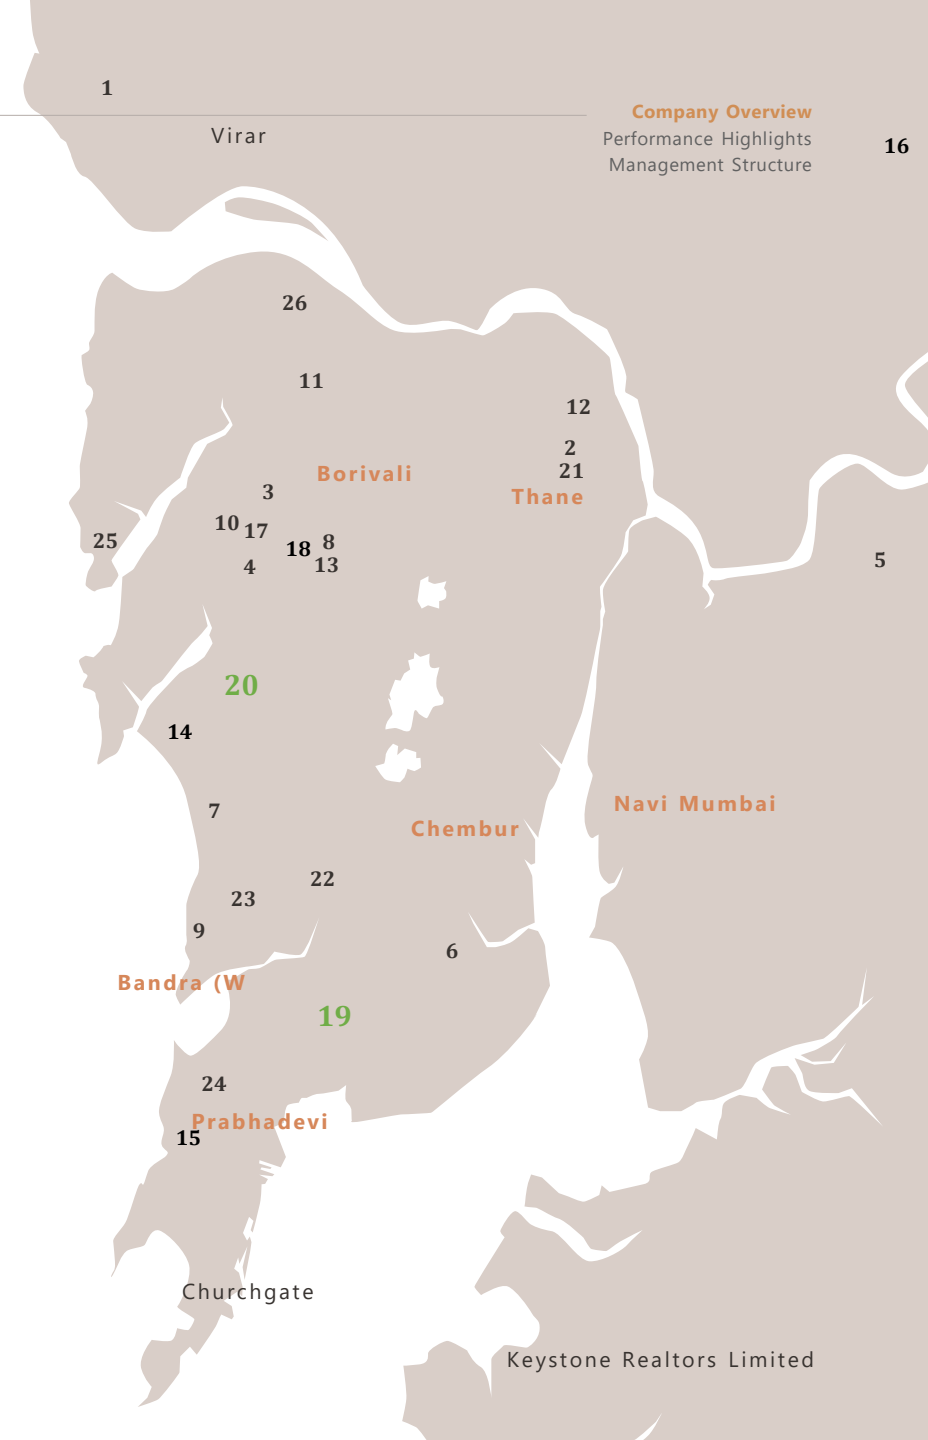 1
Company Overview
Virar
Performance Highlights
16
Management Structure
26
11
12
2
Borivali
21
3
Thane
10
17
25
18
8
4
13
5
20
14
Navi Mumbai
7
Chembur
22
23
9
6
Bandra (W
19
24
Prabhadevi
15
Churchgate
Keystone Realtors Limited